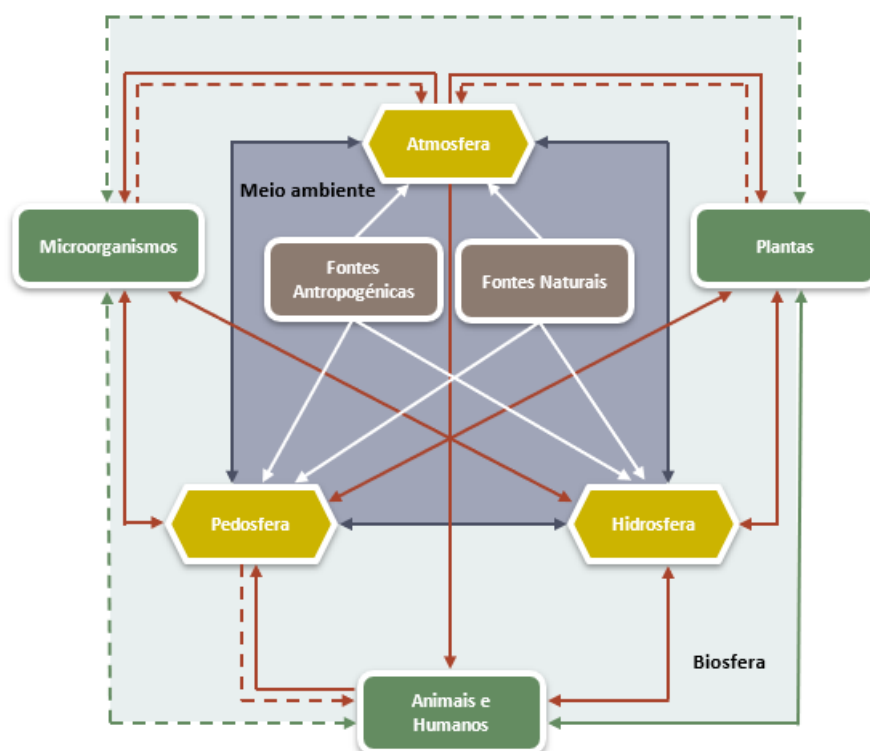 Atmosfera
Meio ambiente
Microorganismos
Plantas
Fontes
Antropogénicas
Fontes Naturais
Pedosfera
Hidrosfera
Biosfera
Animais e
Humanos